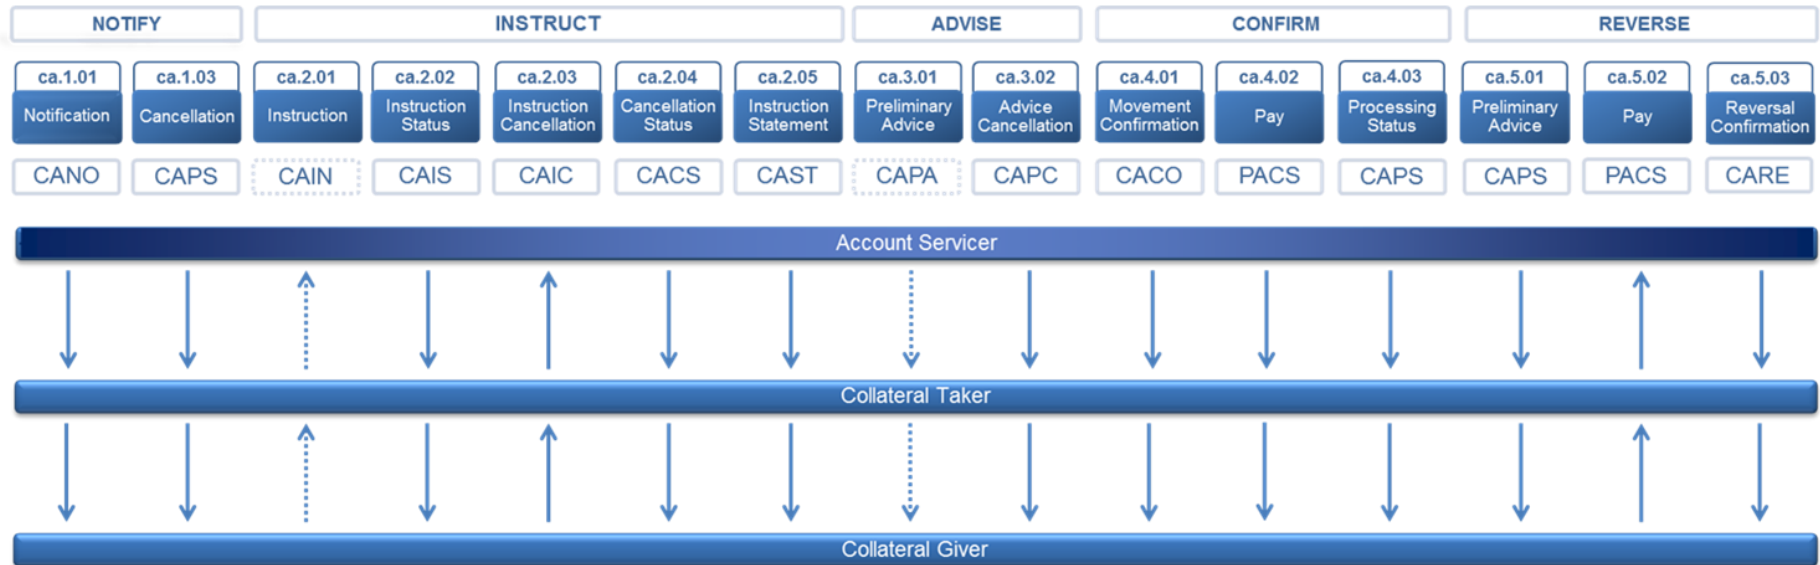 NOTIFY INSTRUCT ADVISE CONFIRM REVERSE
ca.1.01 ca.1.03 ca.2.01 ca.2.02 ca.2.03 ca.2.04 ca.2.05 ca.3.01 ca.3.02 ca.4.01 ca.4.02 ca.4.03 ca.5.01 ca.5.02 ca.5.03
Notification
Cancellation
Instruction
Instruction
Status
Instruction
Cancellation
Cancellation
Status
Instruction
Statement
Preliminary
Advice
Advice
Cancellation
Movement
Confirmation
Pay
Processing
Status
Preliminary
Advice
Pay
Reversal
Confirmation
CANO CAPS CAIN CAIS CAIC CACS CAST CAPA CAPC CACO PACS CAPS CAPS PACS CARE
Account Servicer
Collateral Taker
Collateral Giver